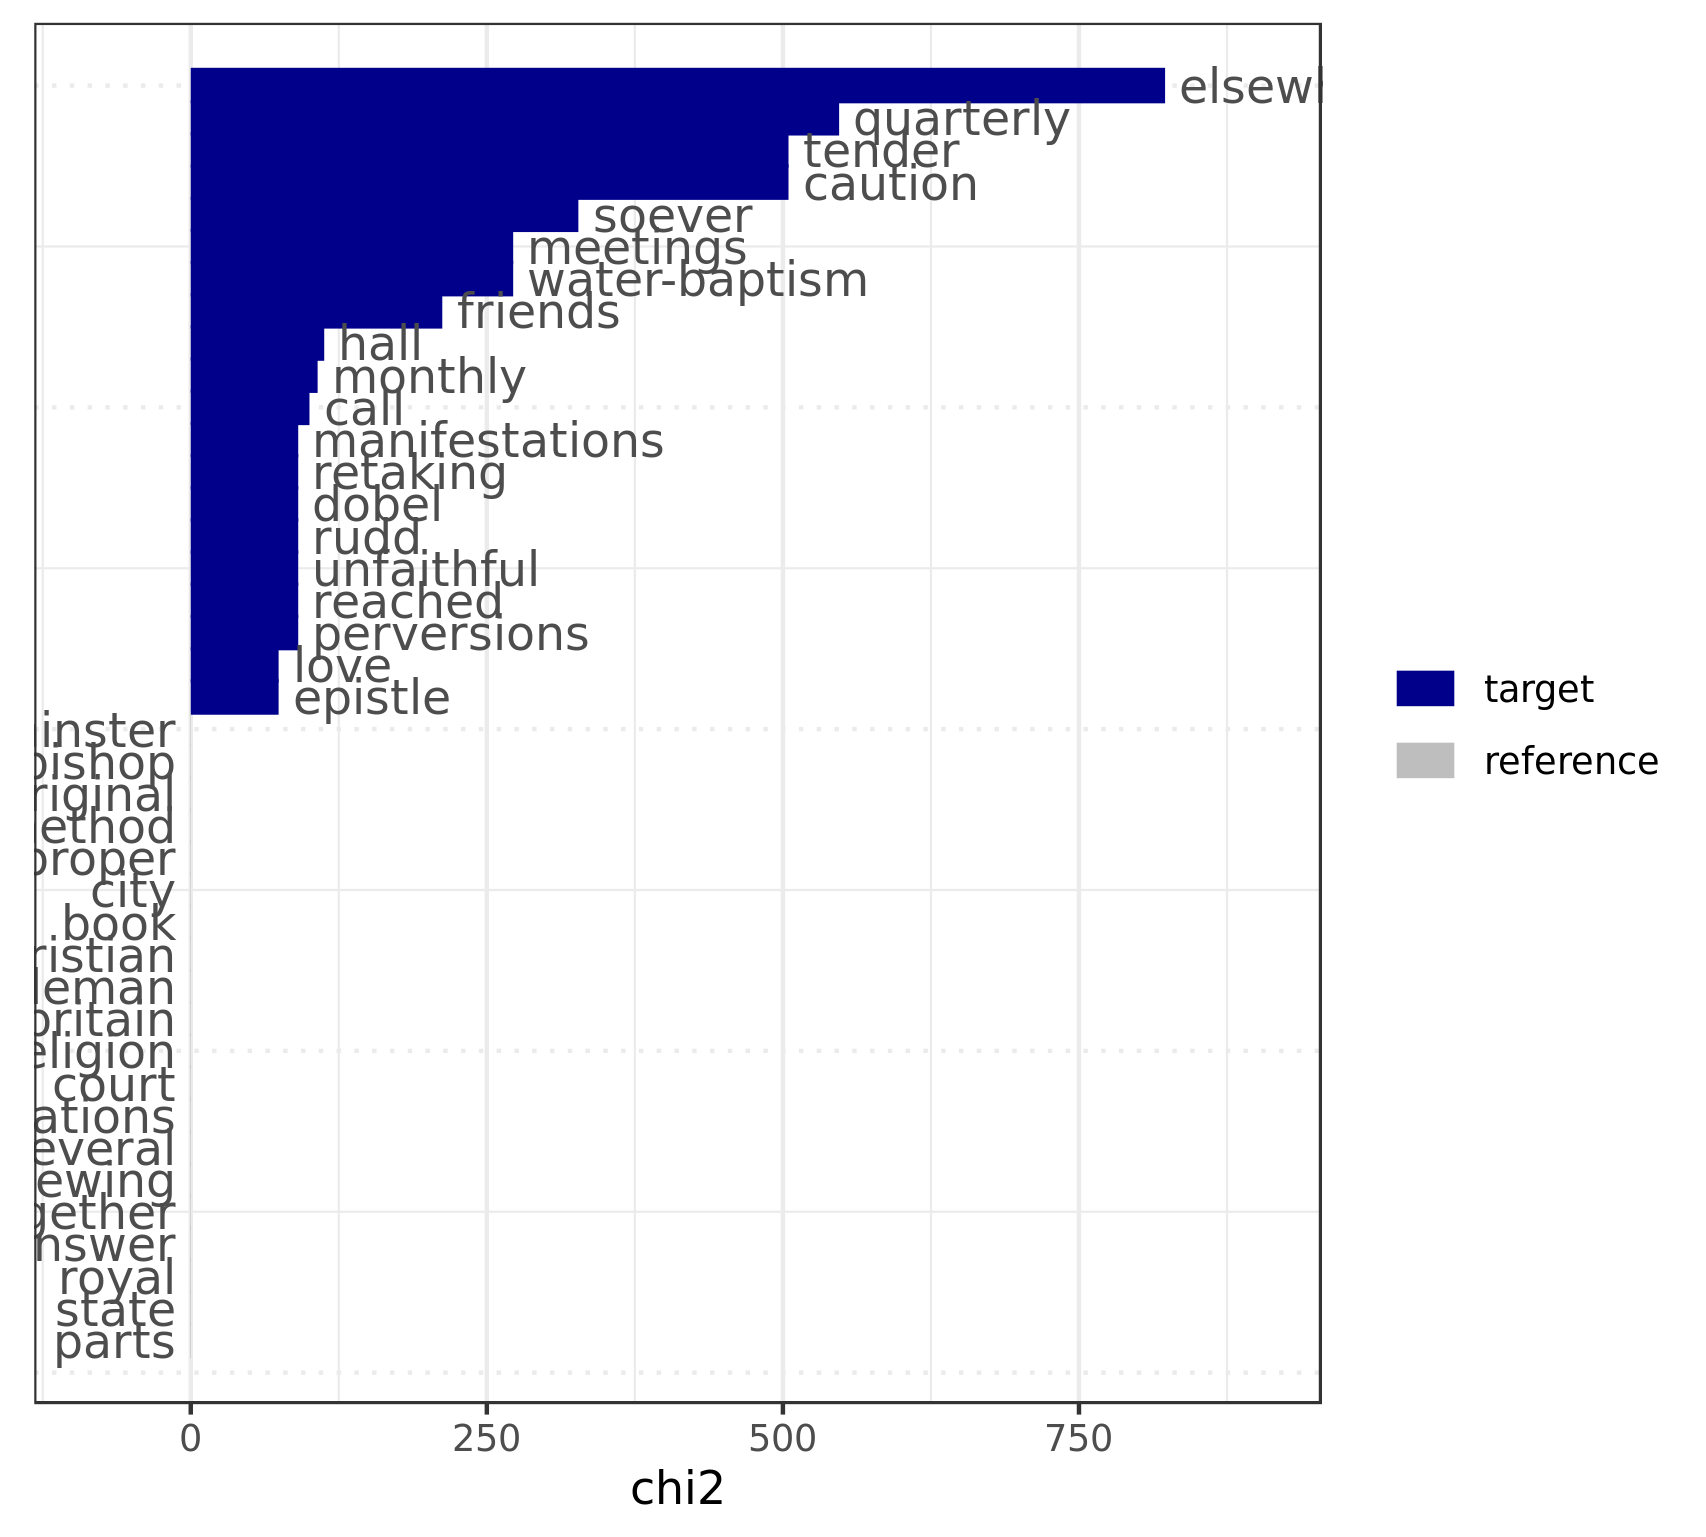 elsewh
quarterly
tender
caution
soever
meetings
water-baptism
friends
hall
monthly
call
manifestations
retaking
dobel
rudd
unfaithful
reached
perversions
love
epistle
inster
bishop
riginal
ethod
proper
city
book
ristian
leman
britain
eligion
court
ations
everal
ewing
gether
nswer
royal
state
parts
target
reference
0 250 500 750
chi2